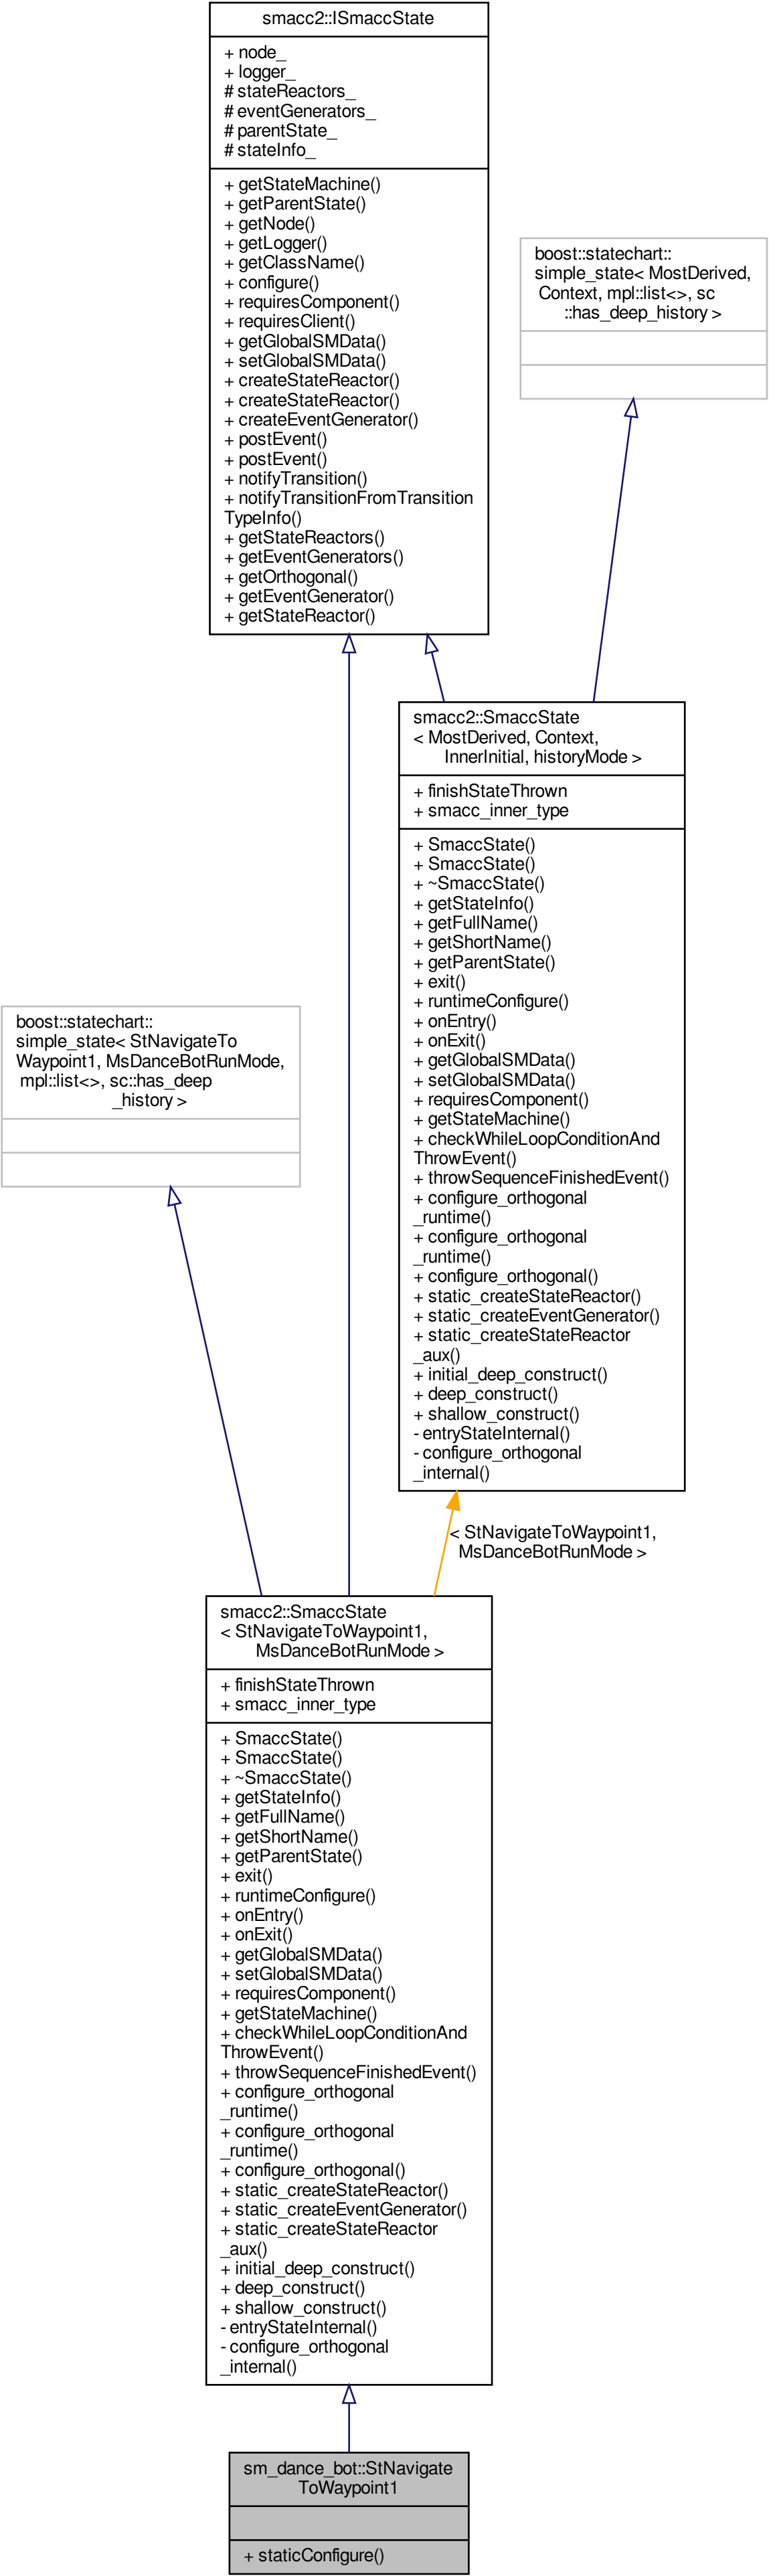 smacc2::ISmaccState
+ node_
+ logger_
# stateReactors_
# eventGenerators_
# parentState_
# stateInfo_
+ getStateMachine()
+ getParentState()
+ getNode()
+ getLogger()
+ getClassName()
+ configure()
+ requiresComponent()
+ requiresClient()
+ getGlobalSMData()
+ setGlobalSMData()
+ createStateReactor()
+ createStateReactor()
+ createEventGenerator()
+ postEvent()
+ postEvent()
+ notifyTransition()
+ notifyTransitionFromTransition
TypeInfo()
+ getStateReactors()
+ getEventGenerators()
+ getOrthogonal()
+ getEventGenerator()
+ getStateReactor()
boost::statechart::
simple_state< MostDerived,
Context, mpl::list<>, sc
::has_deep_history >
smacc2::SmaccState
< MostDerived, Context,
InnerInitial, historyMode >
+ finishStateThrown
+ smacc_inner_type
+ SmaccState()
+ SmaccState()
+ ~SmaccState()
+ getStateInfo()
+ getFullName()
+ getShortName()
+ getParentState()
+ exit()
+ runtimeConfigure()
+ onEntry()
+ onExit()
+ getGlobalSMData()
+ setGlobalSMData()
+ requiresComponent()
+ getStateMachine()
+ checkWhileLoopConditionAnd
ThrowEvent()
+ throwSequenceFinishedEvent()
+ configure_orthogonal
_runtime()
+ configure_orthogonal
_runtime()
+ configure_orthogonal()
+ static_createStateReactor()
+ static_createEventGenerator()
+ static_createStateReactor
_aux()
+ initial_deep_construct()
+ deep_construct()
+ shallow_construct()
- entryStateInternal()
- configure_orthogonal
_internal()
boost::statechart::
simple_state< StNavigateTo
Waypoint1, MsDanceBotRunMode,
mpl::list<>, sc::has_deep
_history >
< StNavigateToWaypoint1,
MsDanceBotRunMode >
smacc2::SmaccState
< StNavigateToWaypoint1,
MsDanceBotRunMode >
+ finishStateThrown
+ smacc_inner_type
+ SmaccState()
+ SmaccState()
+ ~SmaccState()
+ getStateInfo()
+ getFullName()
+ getShortName()
+ getParentState()
+ exit()
+ runtimeConfigure()
+ onEntry()
+ onExit()
+ getGlobalSMData()
+ setGlobalSMData()
+ requiresComponent()
+ getStateMachine()
+ checkWhileLoopConditionAnd
ThrowEvent()
+ throwSequenceFinishedEvent()
+ configure_orthogonal
_runtime()
+ configure_orthogonal
_runtime()
+ configure_orthogonal()
+ static_createStateReactor()
+ static_createEventGenerator()
+ static_createStateReactor
_aux()
+ initial_deep_construct()
+ deep_construct()
+ shallow_construct()
- entryStateInternal()
- configure_orthogonal
_internal()
sm_dance_bot::StNavigate
ToWaypoint1
+ staticConfigure()